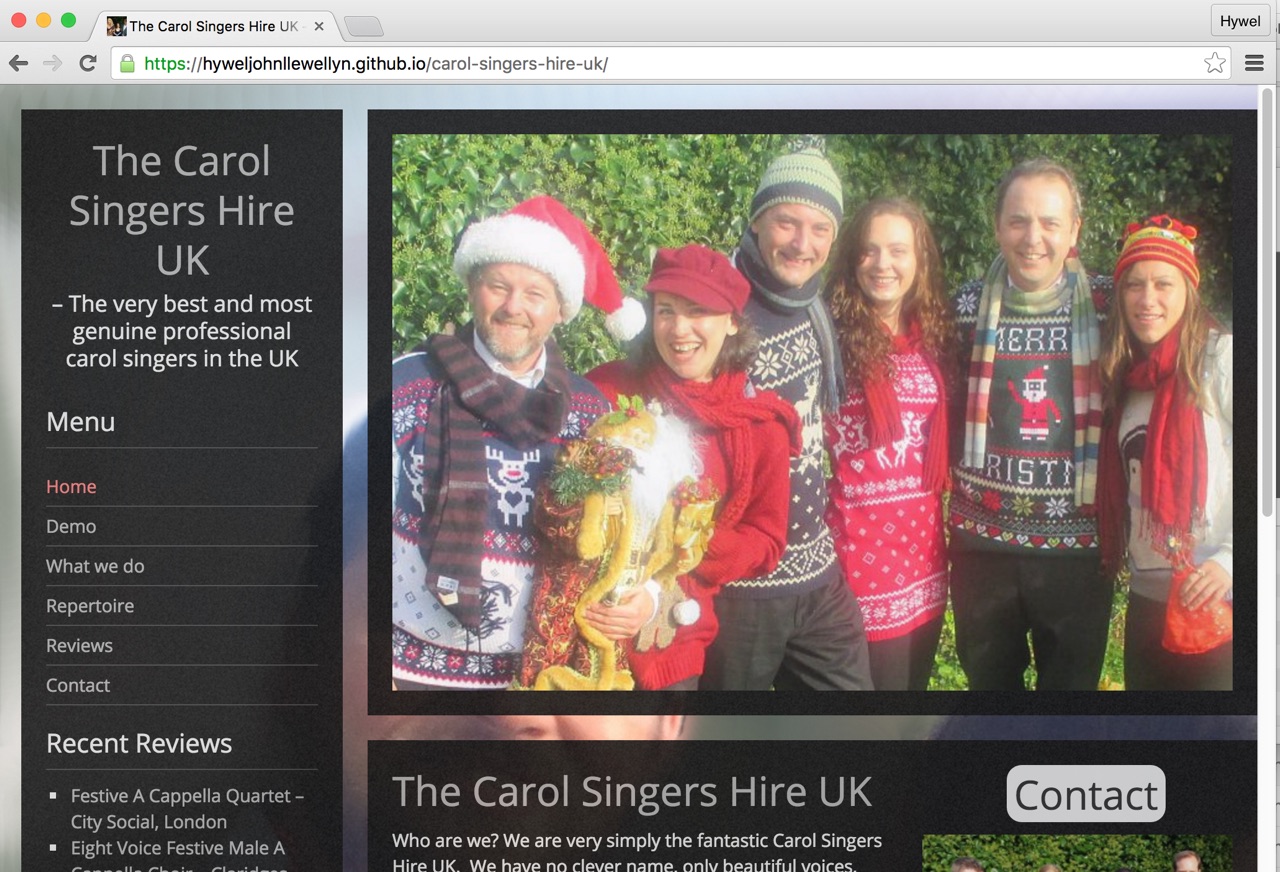 The Carol Singers Hire UK
Hywel
https://hyweljohnllewellyn.github.io/carol-singers-hire-uk/
The Carol
Singers Hire
UK
– The very best and most
genuine professional
carol singers in the UK
Menu
Home
Demo
What we do
Repertoire
Reviews
Contact
Recent Reviews
Festive A Cappella Quartet –
City Social, London
Eight Voice Festive Male A
Cappella Choir – Claridges
MERR
RISTM
The Carol Singers Hire UK
Who are we? We are very simply the fantastic Carol Singers
Hire UK. We have no clever name, only beautiful voices.
Contact